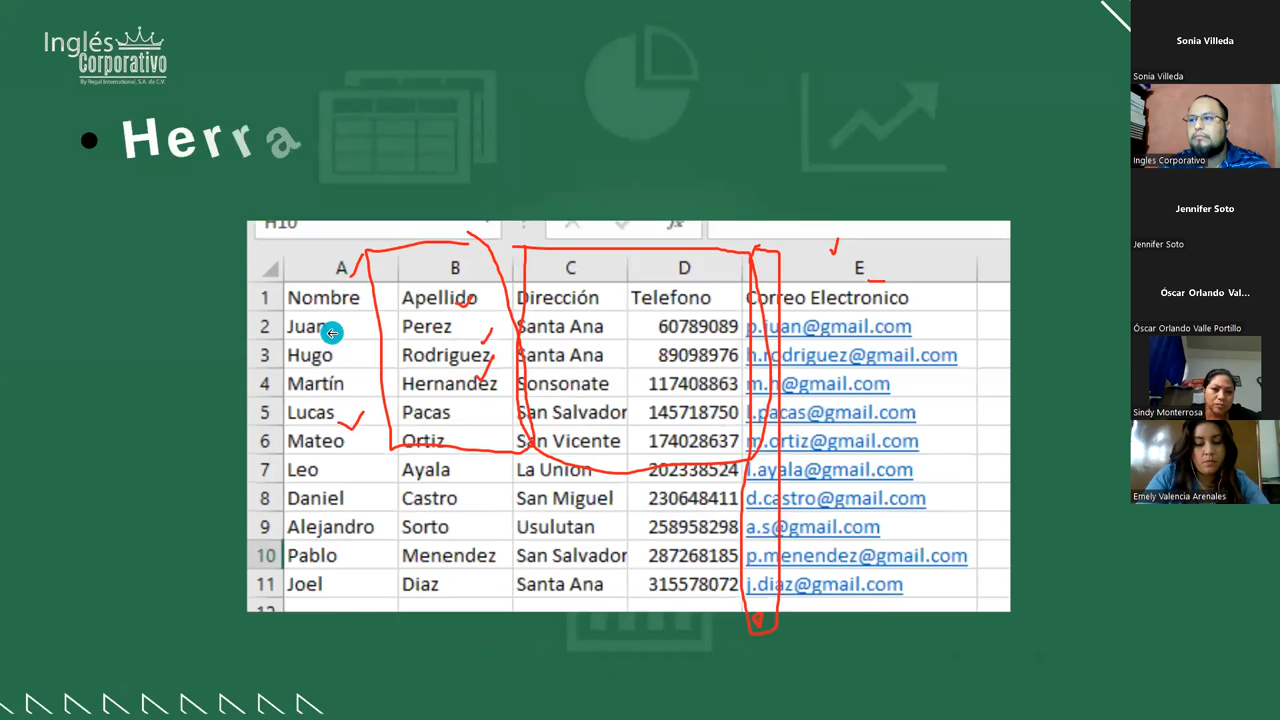 Inglés
Corporativo
By Regal International, S.A. de C.V.
• Herra
H10 fx
A B C D E
1 Nombre Apellido Dirección Telefono Correo Electronico
2 Juan Perez Santa Ana 60789089 p.juan@gmail.com
3 Hugo Rodriguez Santa Ana 89098976 h.rodriguez@gmail.com
4 Martín Hernandez Sonsonate 117408863 m.h@gmail.com
5 Lucas Pacas San Salvador 145718750 l.pacas@gmail.com
6 Mateo Ortiz San Vicente 174028637 m.ortiz@gmail.com
7 Leo Ayala La Union 202338524 l.ayala@gmail.com
8 Daniel Castro San Miguel 230648411 d.castro@gmail.com
9 Alejandro Sorto Usulutan 258958298 a.s@gmail.com
10 Pablo Menendez San Salvador 287268185 p.menendez@gmail.com
11 Joel Diaz Santa Ana 315578072 j.diaz@gmail.com
12
Sonia Villeda
Sonia Villeda
Ingles Corporativo
Jennifer Soto
Jennifer Soto
Óscar Orlando Val...
Óscar Orlando Valle Portillo
Sindy Monterrosa
Emely Valencia Arenales